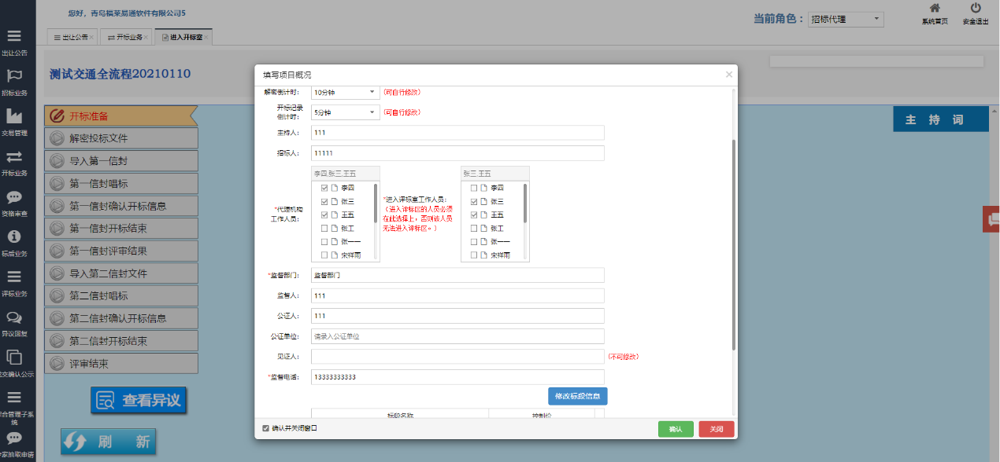 您好，青岛福莱易通软件有限公司5
当前角色：
招标代理
系统首页
安全退出
出让公告×
开标业务×
进入开标室×
出让公告
招标业务
交易管理
开标业务
资格审查
标后业务
评标业务
异议回复
交确认公示
合管理子系
统
家抽取申请
测试交通全流程20210110
开标准备
解密投标文件
导入第一信封
第一信封唱标
第一信封确认开标信息
第一信封开标结束
第一信封评审结果
导入第二信封文件
第二信封唱标
第二信封确认开标信息
第二信封开标结束
评审结束
查看异议
刷 新
主 持 词
填写项目概况
×
解密倒计时：
10分钟
(可自行修改)
开标记录
倒计时：
5分钟
(可自行修改)
主持人：
111
招标人：
11111
*代理机构
工作人员：
李四,张三,王五
李四
张三
王五
张工
张一一
宋祥雨
*进入评标室工作人员：
（进入评标区的人员必须
在此选择上，否则该人员
无法进入评标区。）
张三,王五
李四
张三
王五
张工
张一一
宋祥雨
*监督部门：
监督部门
监督人：
111
公证人：
111
公证单位：
请录入公证单位
见证人：
(不可修改)
*监督电话：
13333333333
修改标段信息
标段名称
控制价
确认并关闭窗口
确认
关闭